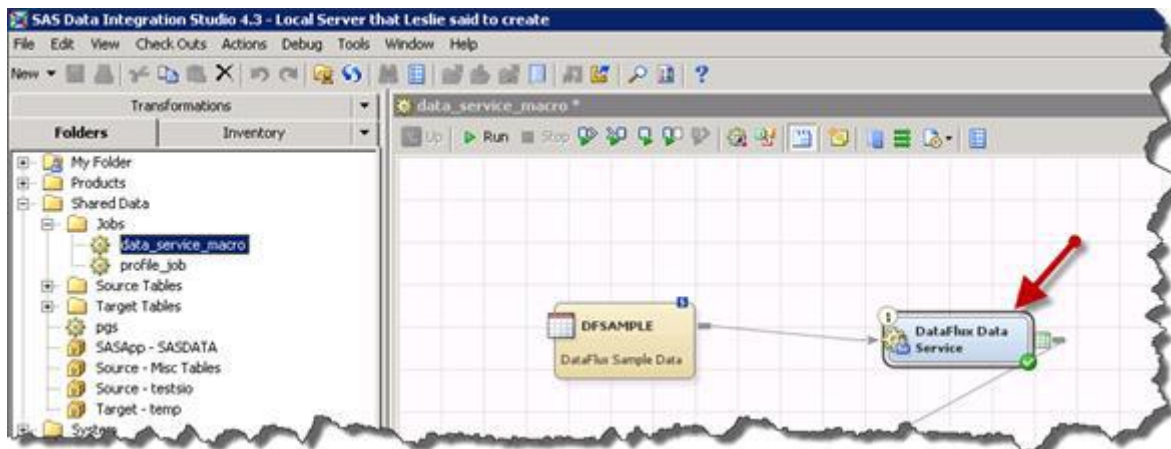 SAS Data Integration Studio 4.3 - Local Server that Leslie said to create
File Edit View Check Outs Actions Debug Tools Window Help
New
Transformations
Folders Inventory
data_service_macro *
Up Run Stop
My Folder
Products
Shared Data
Jobs
data_service_macro
profile_job
Source Tables
Target Tables
pgs
SASApp - SASDATA
Source - Misc Tables
Source - testsio
Target - temp
System
DFSAMPLE
DataFlux Sample Data
1
DataFlux Data
Service